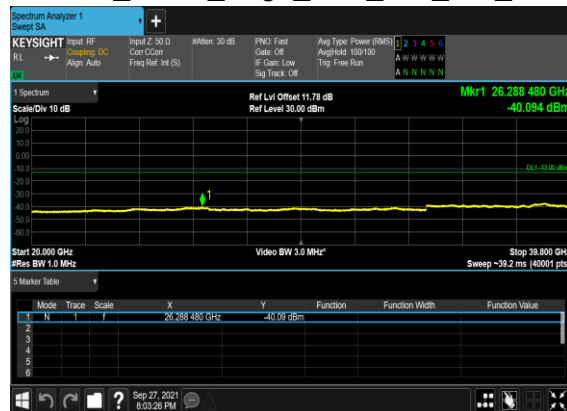 Spectrum Analyzer 1
Swept SA
KEYSIGHT Input: RF Input Z: 50 Ω #Atten: 30 dB PNO: Fast Avg Type: Power (RMS) 1 2 3 4 5 6
RL Coupling: DC Corr CCorr Gate: Off Avg|Hold: 100/100 A W W W W W
Align: Auto Freq Ref: Int (S) IF Gain: Low Trig: Free Run
Sig Track: Off A N N N N N
1 Spectrum Ref Lvl Offset 11.78 dB Mkr1 26.288 480 GHz
Scale/Div 10 dB Ref Level 30.00 dBm -40.094 dBm
Log
20.0
10.0
0.00
-10.0 DL1 -13.00 dBm
-20.0
-30.0
1
-40.0
-50.0
-60.0
Start 20.000 GHz Video BW 3.0 MHz* Stop 39.800 GHz
#Res BW 1.0 MHz Sweep ~39.2 ms (40001 pts)
5 Marker Table
Mode Trace Scale X Y Function Function Width Function Value
1 N 1 f 26.288 480 GHz -40.09 dBm
2
3
4
5
6
? Sep 27, 2021
8:03:26 PM